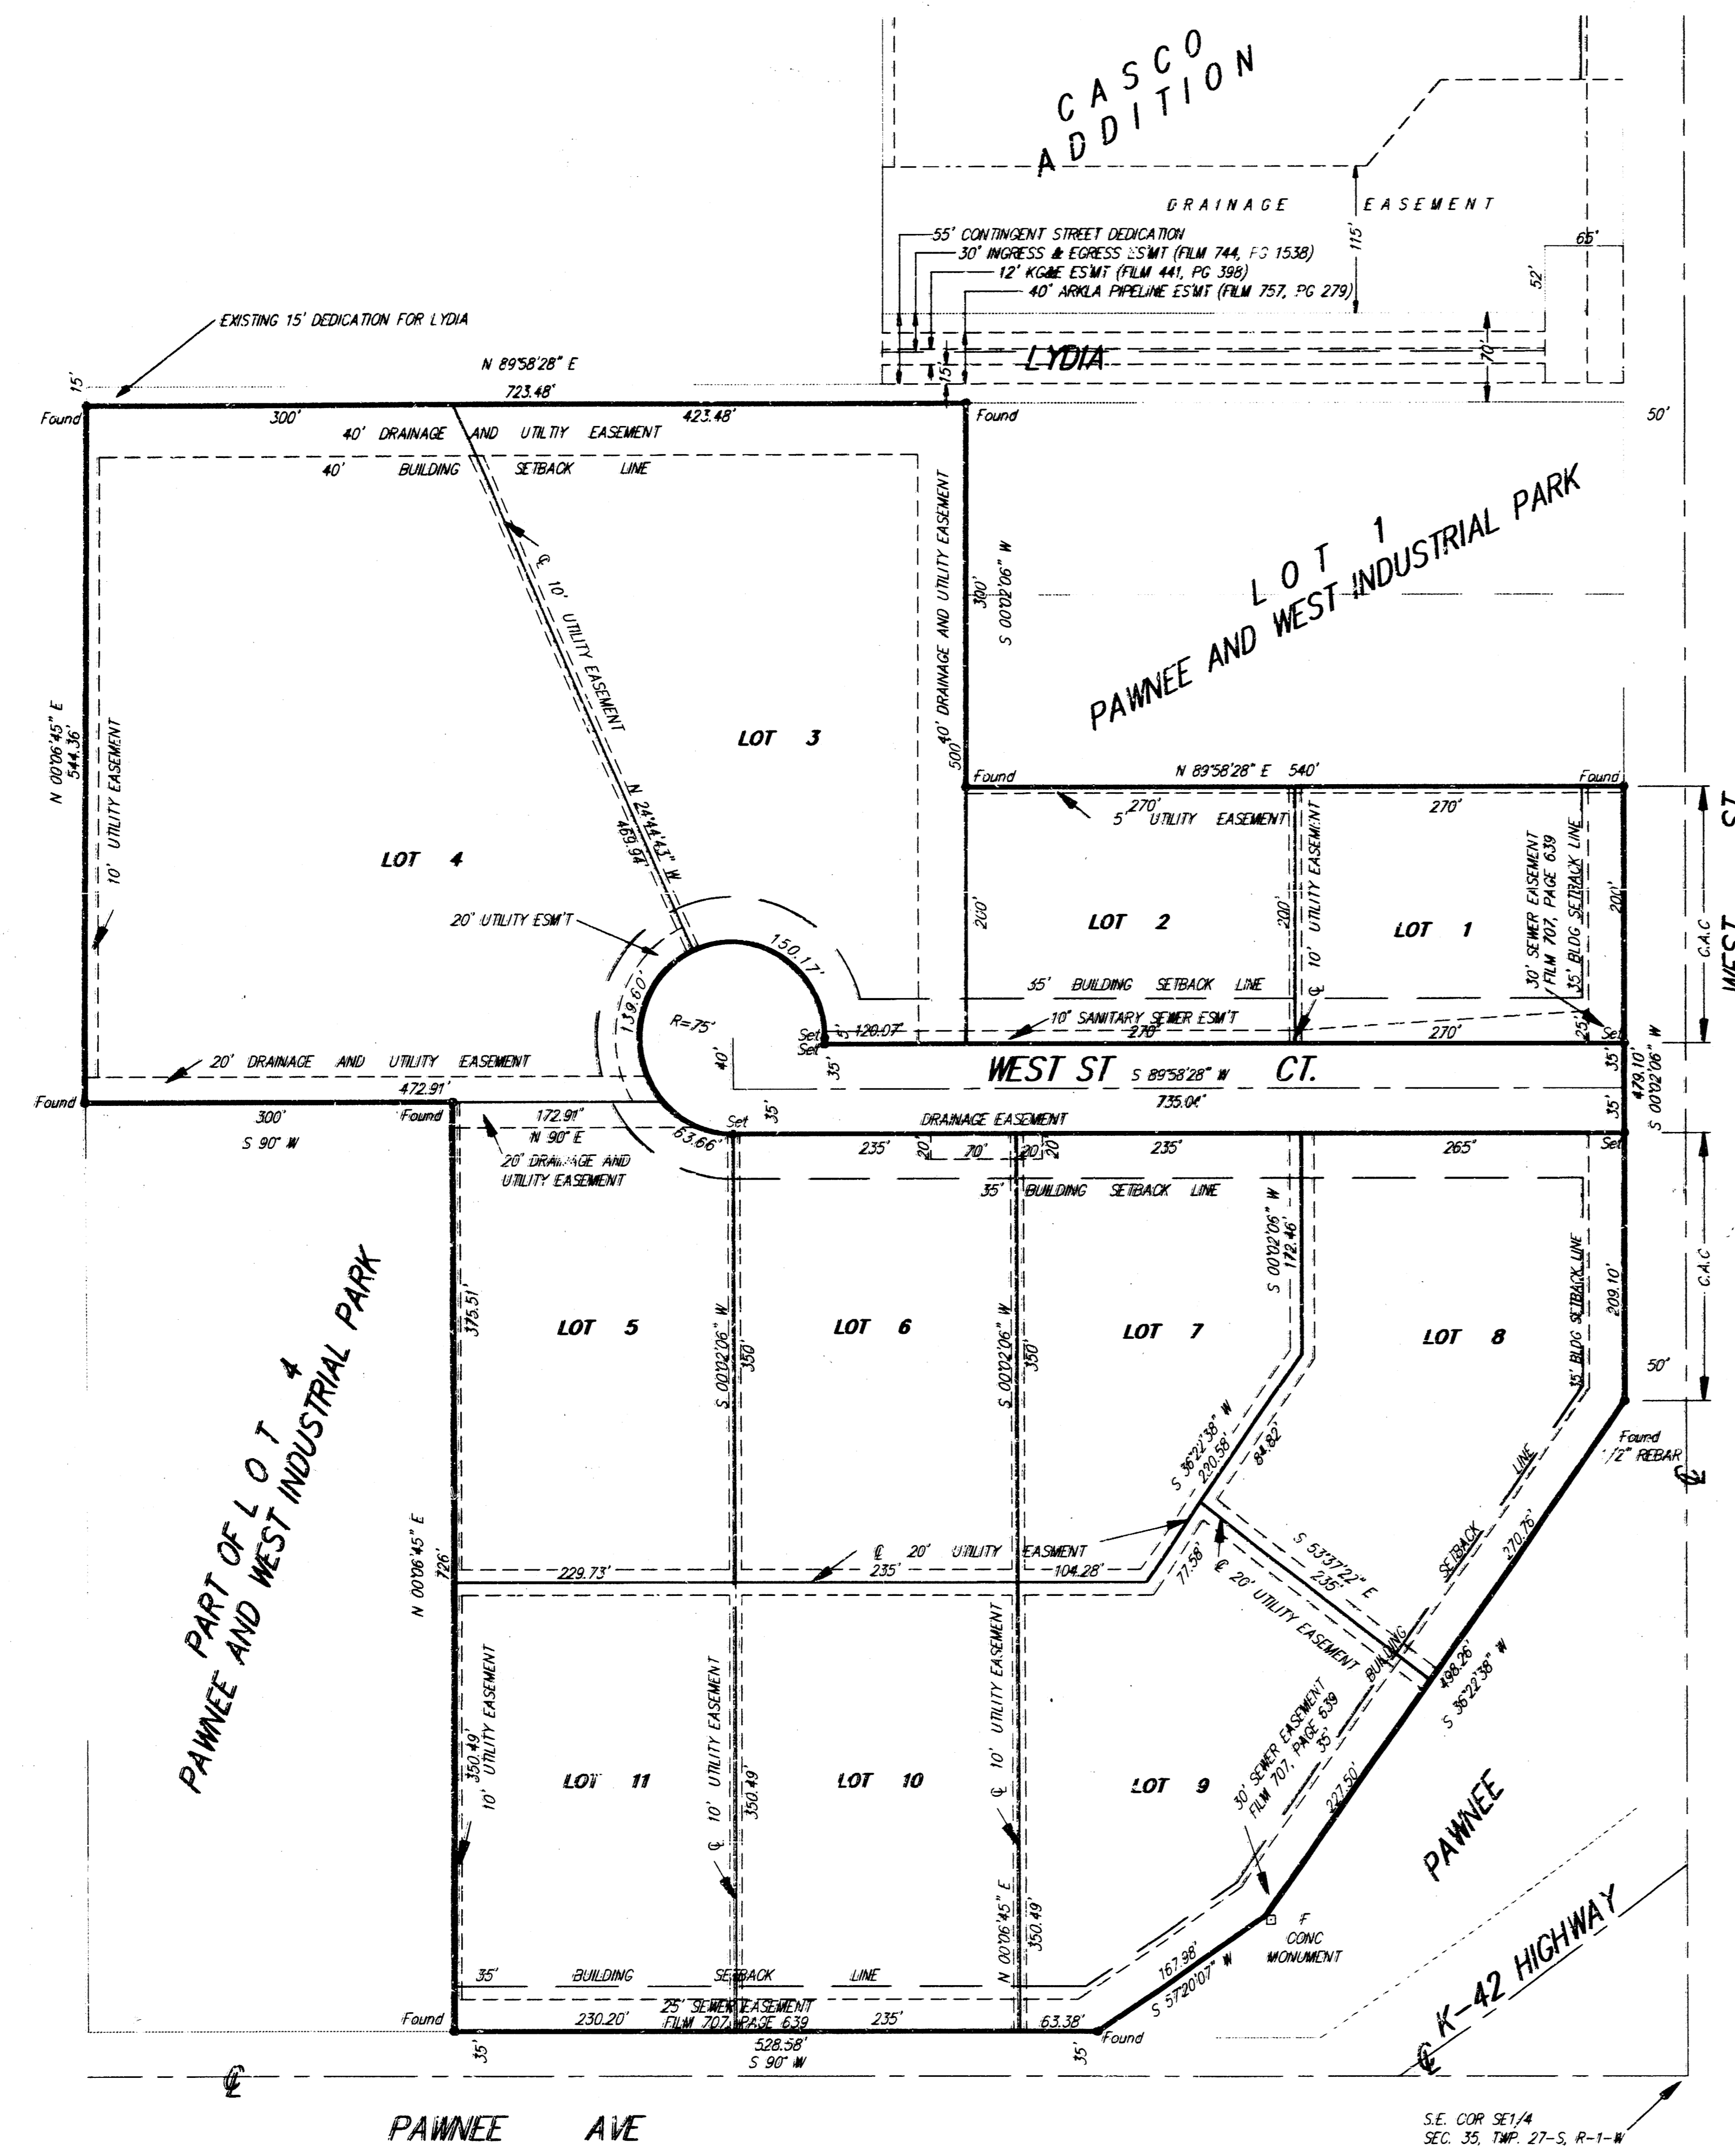 CASCO
ADDITION
DRAINAGE EASEMENT
115'
65'
52'
55' CONTINGENT STREET DEDICATION
30' INGRESS & EGRESS ES'MT (FILM 744, PG 1538)
12' KG&E ES'MT (FILM 441, PG 398)
40' ARKLA PIPELINE ES'MT (FILM 757, PG 279)
EXISTING 15' DEDICATION FOR LYDIA
LYDIA
15'
70'
15'
N 89°58'28" E
723.48'
Found
300'
423.48'
Found
50'
40' DRAINAGE AND UTILTIY EASEMENT
40' BUILDING SETBACK LINE
℄ 10' UTILITY EASEMENT
N 24°44'43" W
469.94'
40' DRAINAGE AND UTILITY EASEMENT
500'
300'
S 00°02'06" W
LOT 1
PAWNEE AND WEST INDUSTRIAL PARK
N 00°06'45" E
544.36'
10' UTILITY EASEMENT
LOT 3
LOT 4
Found
N 89°58'28" E 540'
Found
270'
270'
5' UTILITY EASEMENT
200'
LOT 2
200'
℄ 10' UTILITY EASEMENT
LOT 1
30' SEWER EASEMENT
FILM 707, PAGE 639
35' BLDG SETBACK LINE
200'
C.A.C
WEST ST
20' UTILITY ESM'T
150.17'
139.60'
R=75'
35' BUILDING SETBACK LINE
10' SANITARY SEWER ESM'T
Set
Set
5'
120.07'
270'
270'
25'
Set
40'
35'
35'
479.10'
S 00°02'06" W
WEST ST CT.
S 89°58'28" W
735.04'
35'
35'
20' DRAINAGE AND UTILITY EASEMENT
472.91'
Found
300'
S 90° W
Found
172.91'
N 90° E
63.66'
Set
20' DRAINAGE AND
UTILITY EASEMENT
DRAINAGE EASEMENT
235'
20'
70'
20'
20'
235'
265'
Set
35' BUILDING SETBACK LINE
375.51'
LOT 5
S 00°02'06" W
350'
LOT 6
S 00°02'06" W
350'
LOT 7
S 00°02'06" W
172.46'
LOT 8
35' BLDG SETBACK LINE
209.10'
C.A.C
50'
Found
1/2" REBAR
℄
PART OF LOT 4
PAWNEE AND WEST INDUSTRIAL PARK
S 36°22'38" W
220.58'
84.82'
SETBACK LINE
270.76'
N 00°06'45" E
726'
229.73'
℄ 20' UTILITY EASMENT
235'
104.28'
77.58'
S 53°37'22" E
235'
℄ 20' UTILITY EASEMENT
BUILDING
498.26'
S 36°22'38" W
350.49'
10' UTILITY EASEMENT
LOT 11
℄ 10' UTILITY EASEMENT
350.49'
LOT 10
℄ 10' UTILITY EASEMENT
N 00°06'45" E
350.49'
LOT 9
30' SEWER EASEMENT
FILM 707, PAGE 639
35'
227.50'
PAWNEE
F
CONC
MONUMENT
167.98'
S 57°20'07" W
K-42 HIGHWAY
℄
35' BUILDING SETBACK LINE
25' SEWER EASEMENT
FILM 707, PAGE 639
Found
230.20'
235'
63.38'
Found
35'
528.58'
S 90° W
35'
℄
PAWNEE AVE
S.E. COR SE1/4
SEC. 35, TWP. 27-S, R-1-W